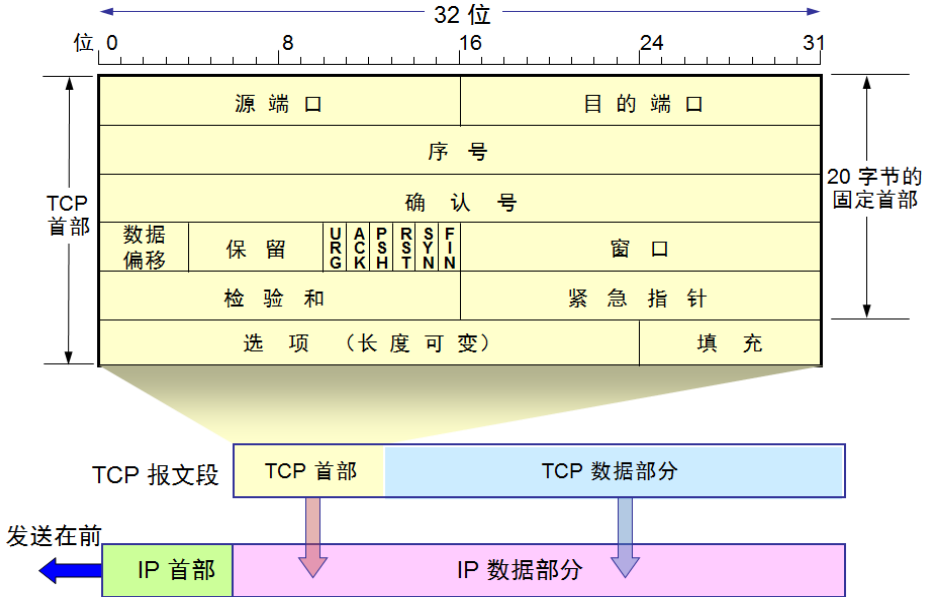 32 位
位 0 8 16 24 31
源 端 口 目 的 端 口
序 号
确 认 号
TCP
首部
20 字节的
固定首部
数据
偏移
保 留
URG
ACK
PSH
RST
SYN
FIN
窗 口
检 验 和 紧 急 指 针
选 项 （长 度 可 变） 填 充
TCP 报文段 TCP 首部 TCP 数据部分
发送在前
IP 首部 IP 数据部分